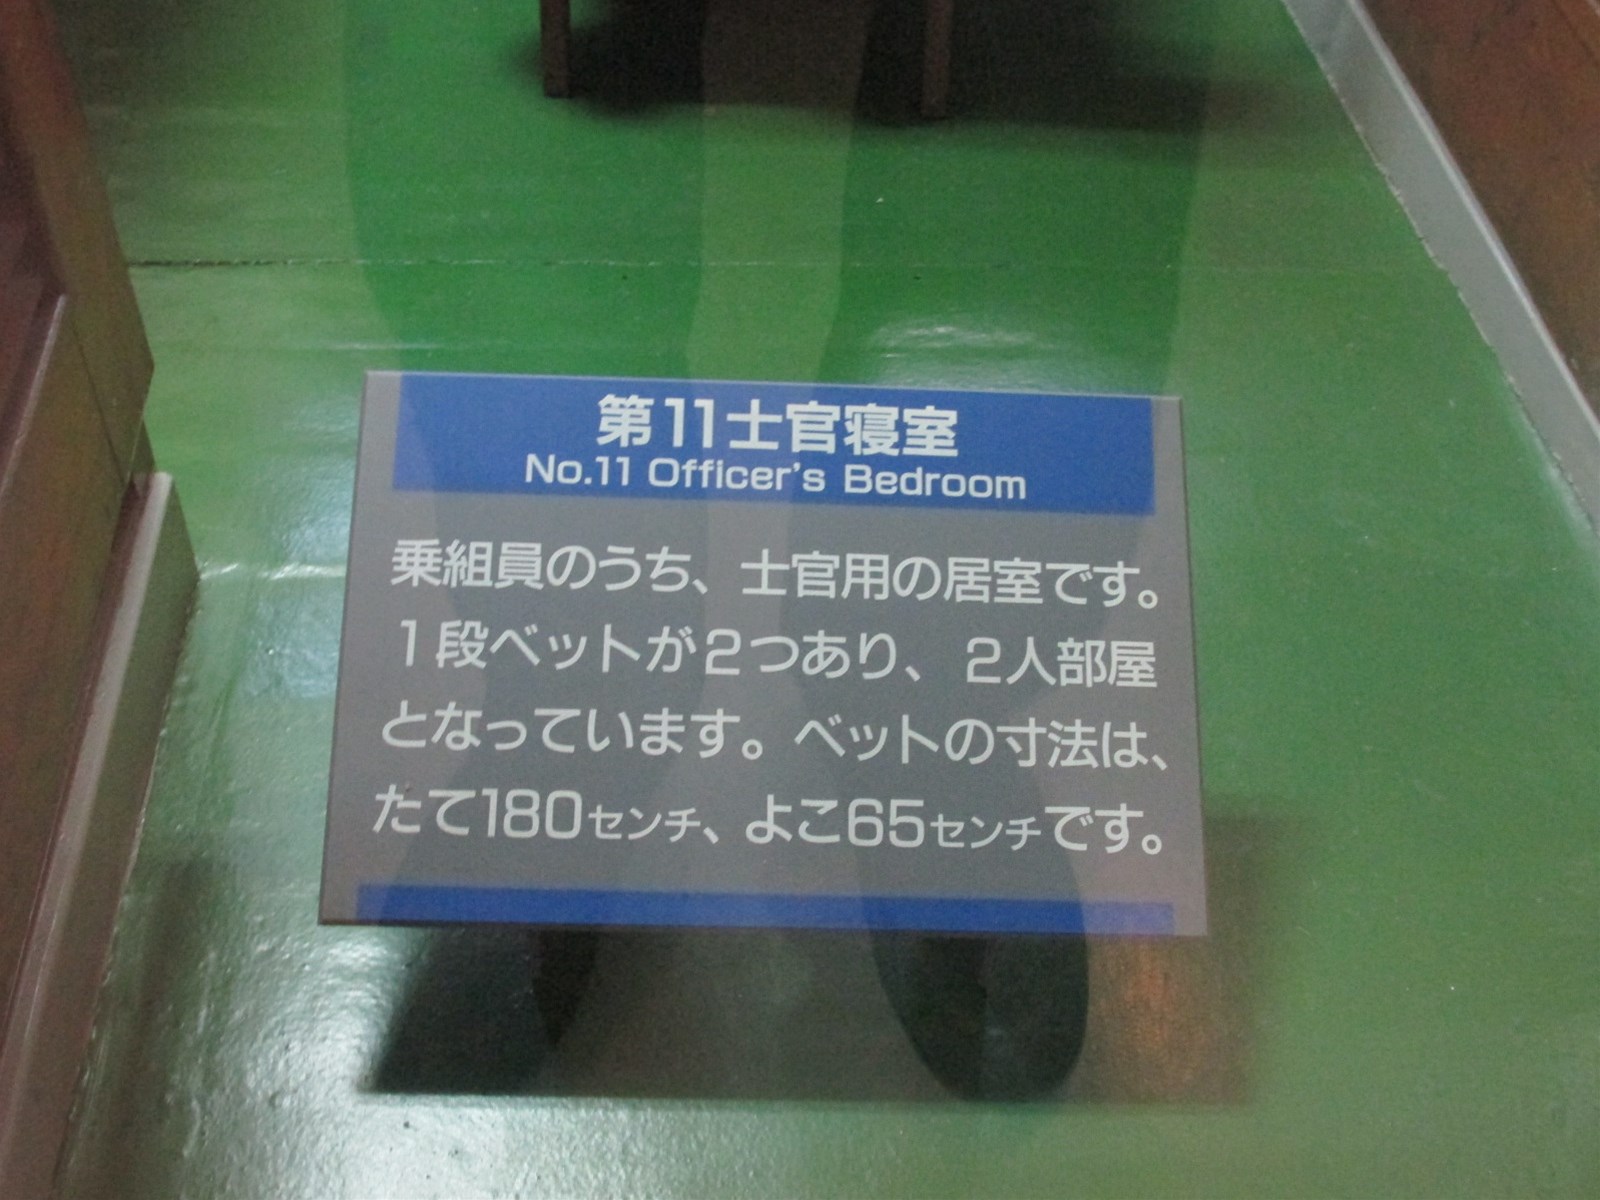 第11士官寝室
No.11 Officer's Bedroom
乗組員のうち、士官用の居室です。
1段ベットが2つあり、2人部屋
となっています。ベットの寸法は、
たて180センチ、よこ65センチです。